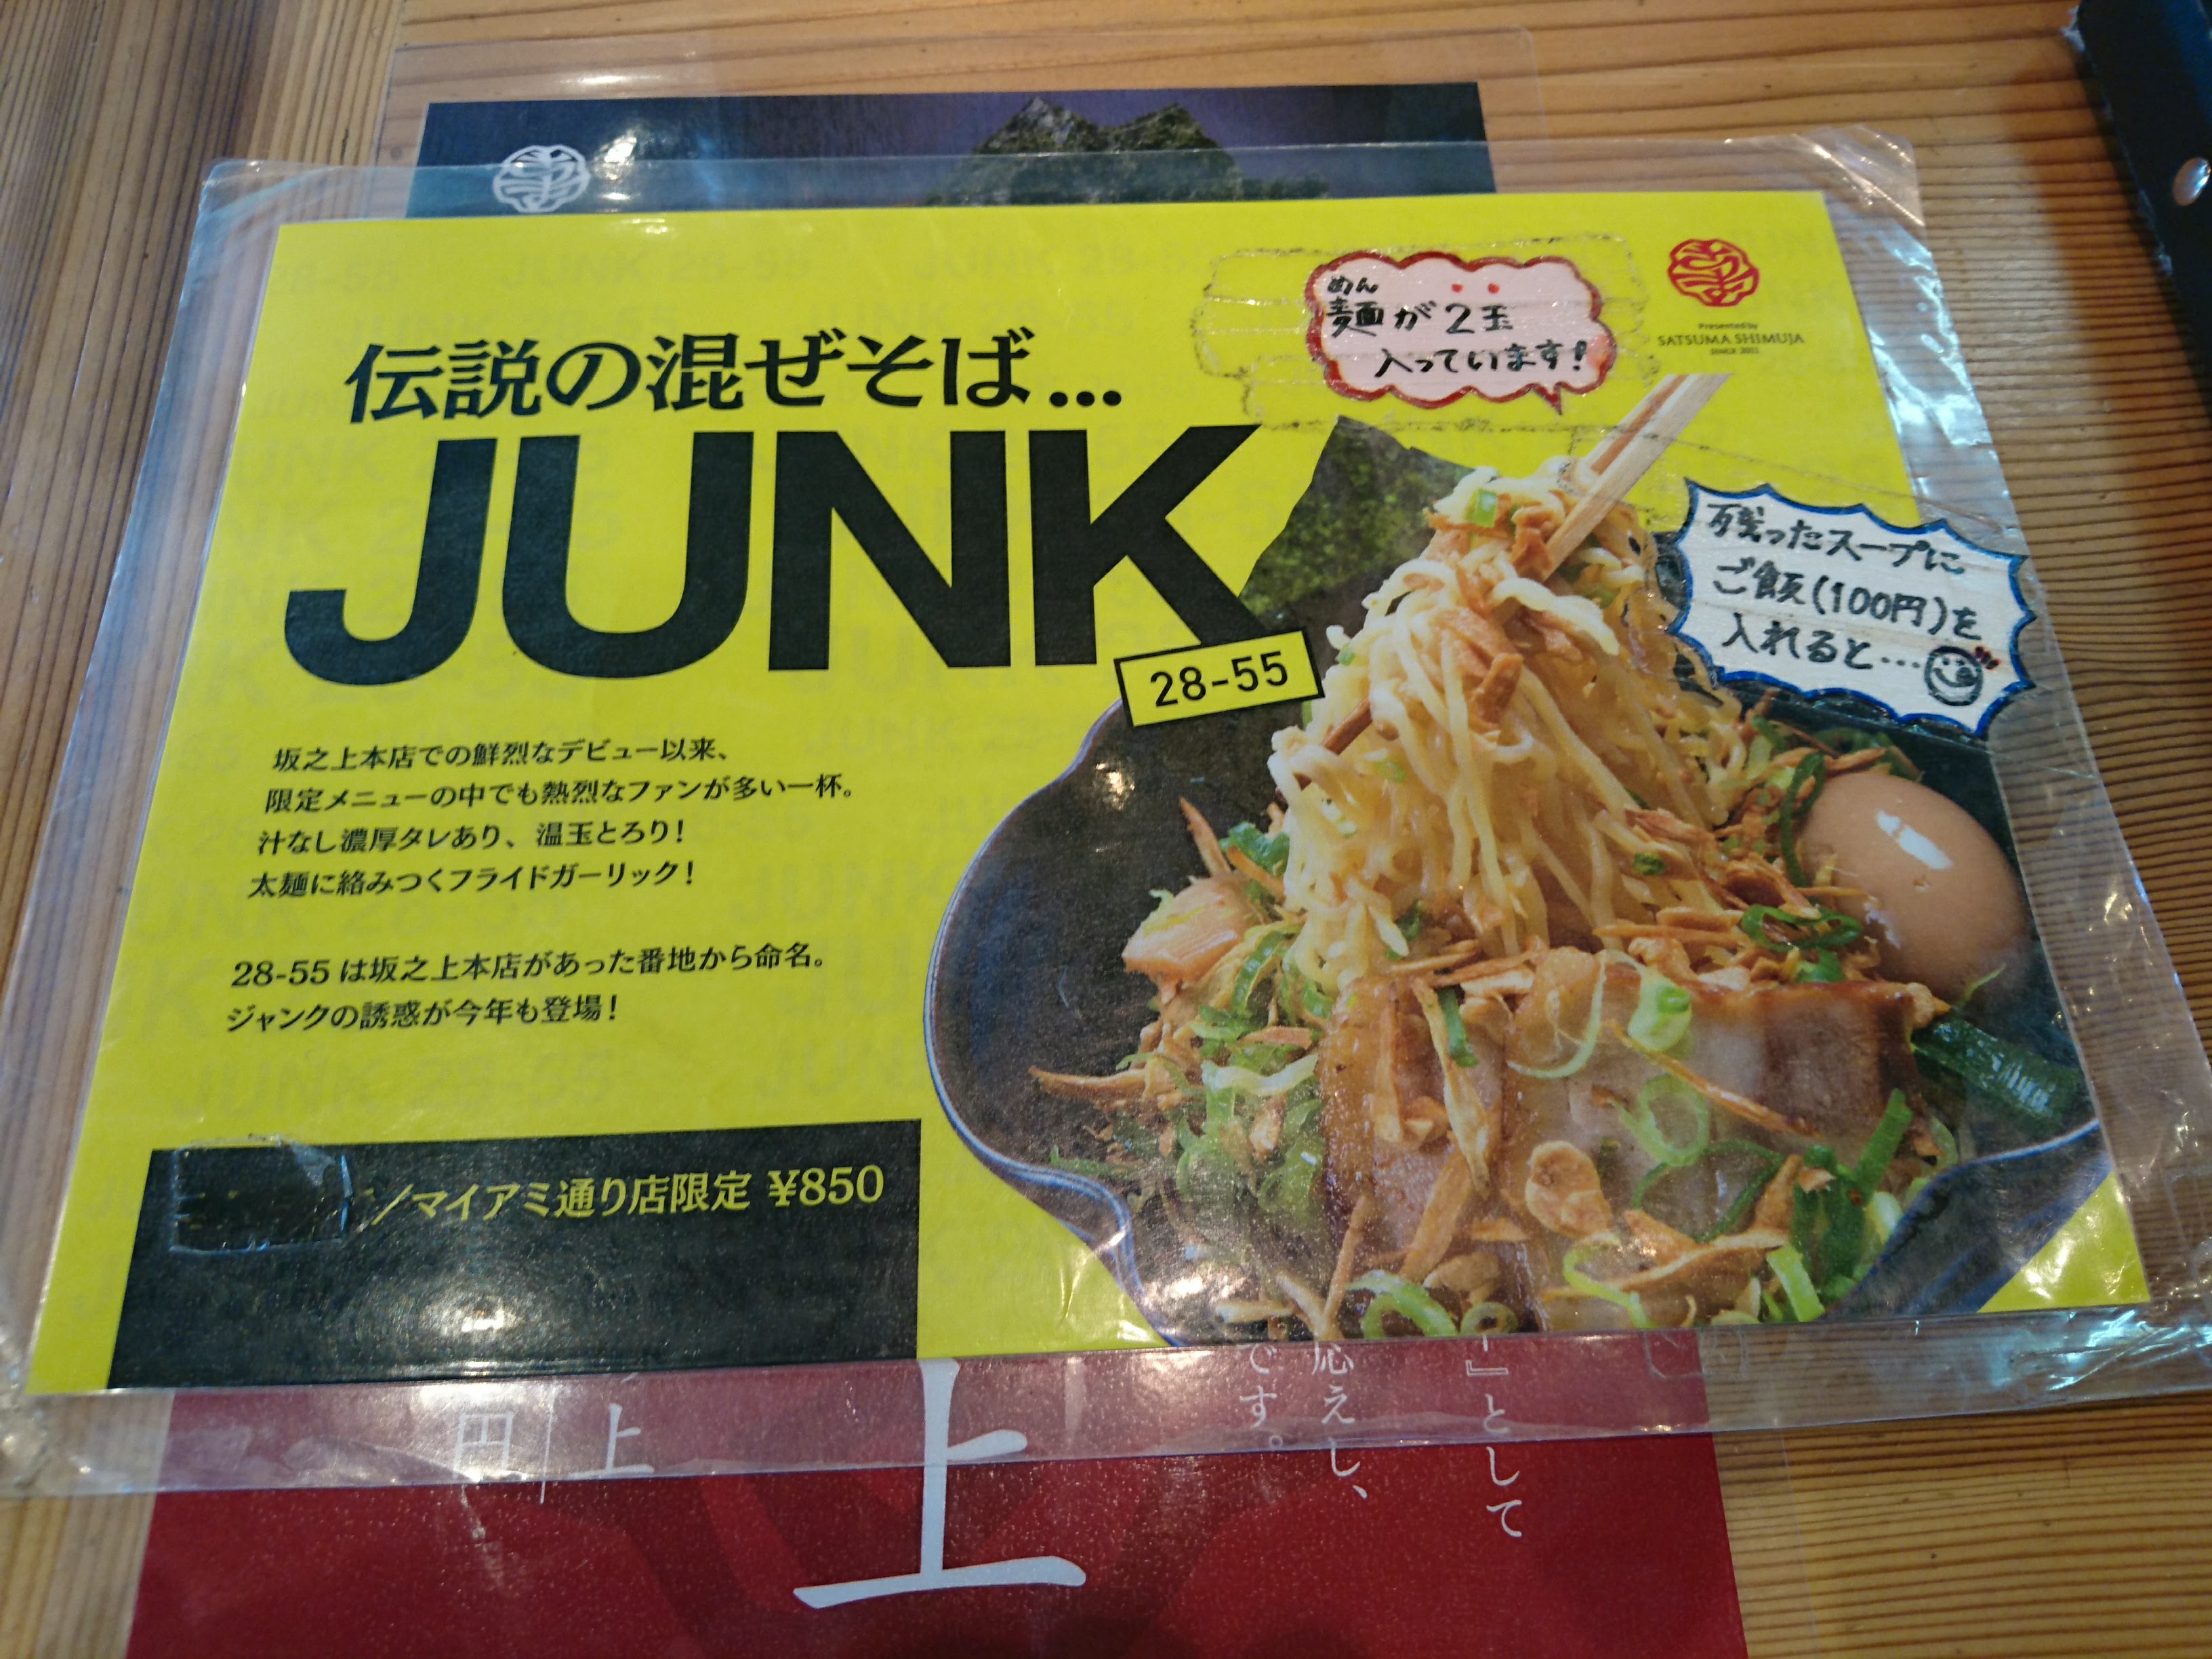 伝説の混ぜそば…
JUNK
28-55
めん
麺が2玉
入っています!
Presented by
SATSUMA SHIMUJA
残ったスープに
ご飯(100円)を
入れると…
坂之上本店での鮮烈なデビュー以来、
限定メニューの中でも熱烈なファンが多い一杯。
汁なし濃厚タレあり、温玉とろり!
太麺に絡みつくフライドガーリック!
28-55 は坂之上本店があった番地から命名。
ジャンクの誘惑が今年も登場!
/マイアミ通り店限定 ¥850
』として
応えし、
です。
上
上
円